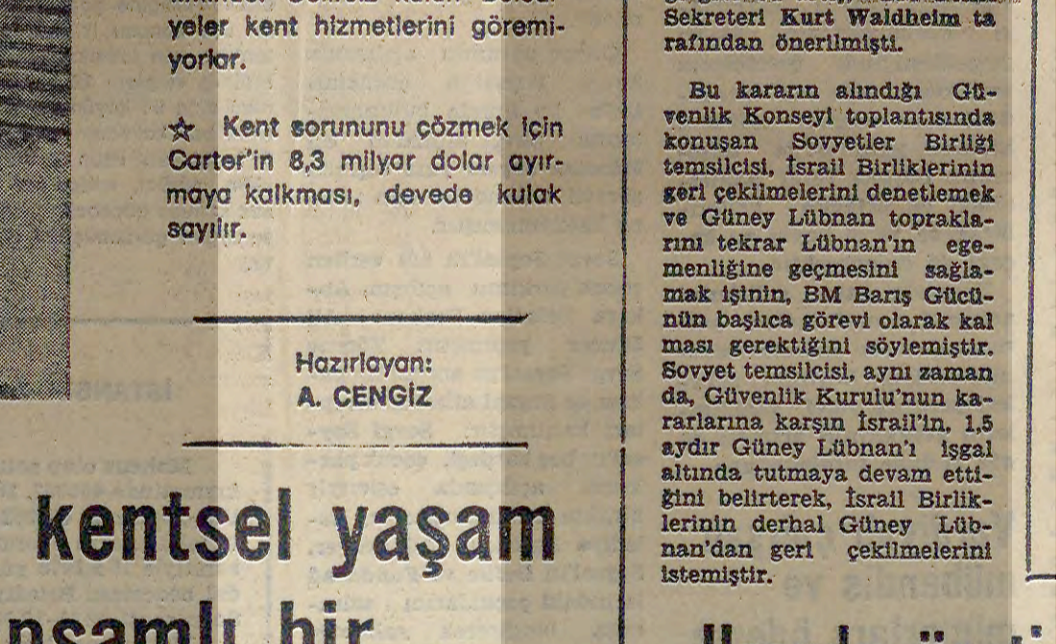 yeler kent hizmetlerini göremi-
yorlar.
☆ Kent sorununu çözmek için
Carter'in 8,3 milyar dolar ayır-
maya kalkması, devede kulak
sayılır.
Hazırlayan:
A. CENGİZ
kentsel yaşam
Sekreteri Kurt Waldheim ta
rafından önerilmişti.
Bu kararın alındığı Gü-
venlik Konseyi toplantısında
konuşan Sovyetler Birliği
temsilcisi, İsrail Birliklerinin
geri çekilmelerini denetlemek
ve Güney Lübnan toprakla-
rını tekrar Lübnan'ın ege-
menliğine geçmesini sağla-
mak işinin, BM Barış Gücü-
nün başlıca görevi olarak kal
ması gerektiğini söylemiştir.
Sovyet temsilcisi, aynı zaman
da, Güvenlik Kurulu'nun ka-
rarlarına karşın İsrail'in, 1,5
aydır Güney Lübnan'ı işgal
altında tutmaya devam etti-
ğini belirterek, İsrail Birlik-
lerinin derhal Güney Lüb-
nan'dan geri çekilmelerini
istemiştir.